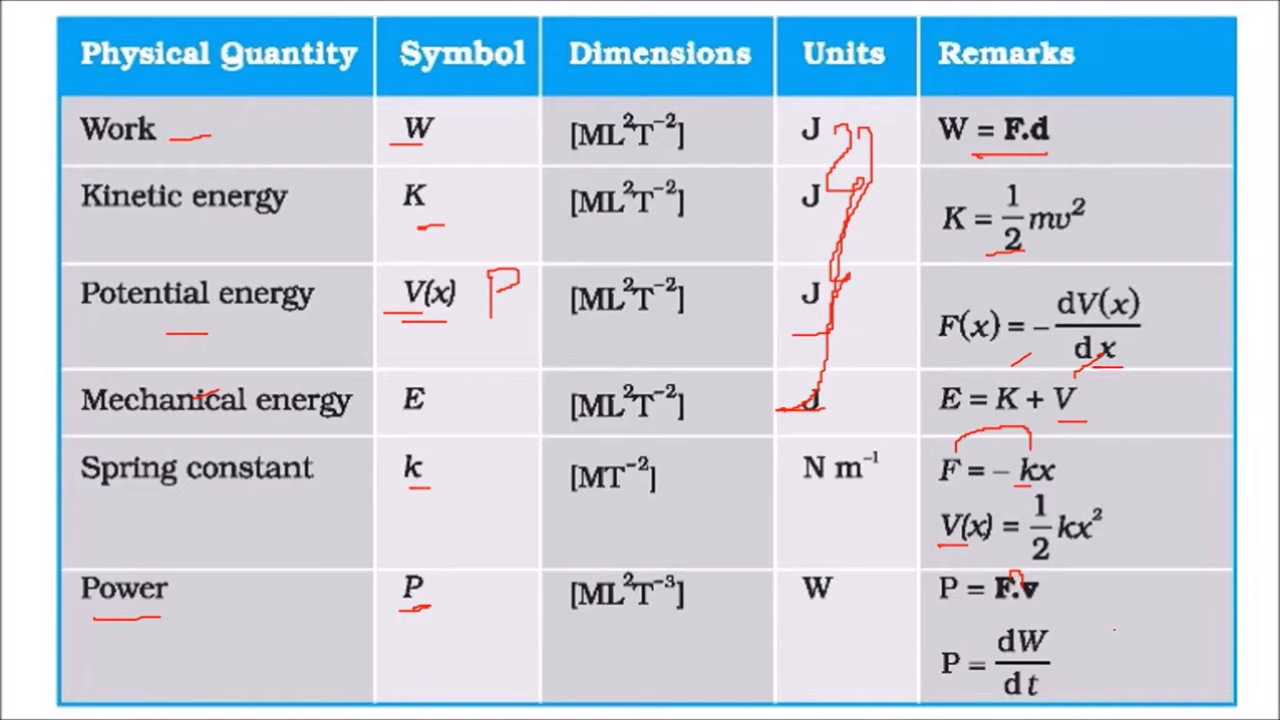 Physical Quantity Symbol Dimensions Units Remarks
Work W [ML²T⁻²] J W = F.d
Kinetic energy K [ML²T⁻²] J K = 1/2 mv²
Potential energy V(x) P [ML²T⁻²] J F(x) = − dV(x)/dx
Mechanical energy E [ML²T⁻²] J E = K + V
Spring constant k [MT⁻²] N m⁻¹ F = − kx
V(x) = 1/2 kx²
Power P [ML²T⁻³] W P = F.v
P = dW/dt